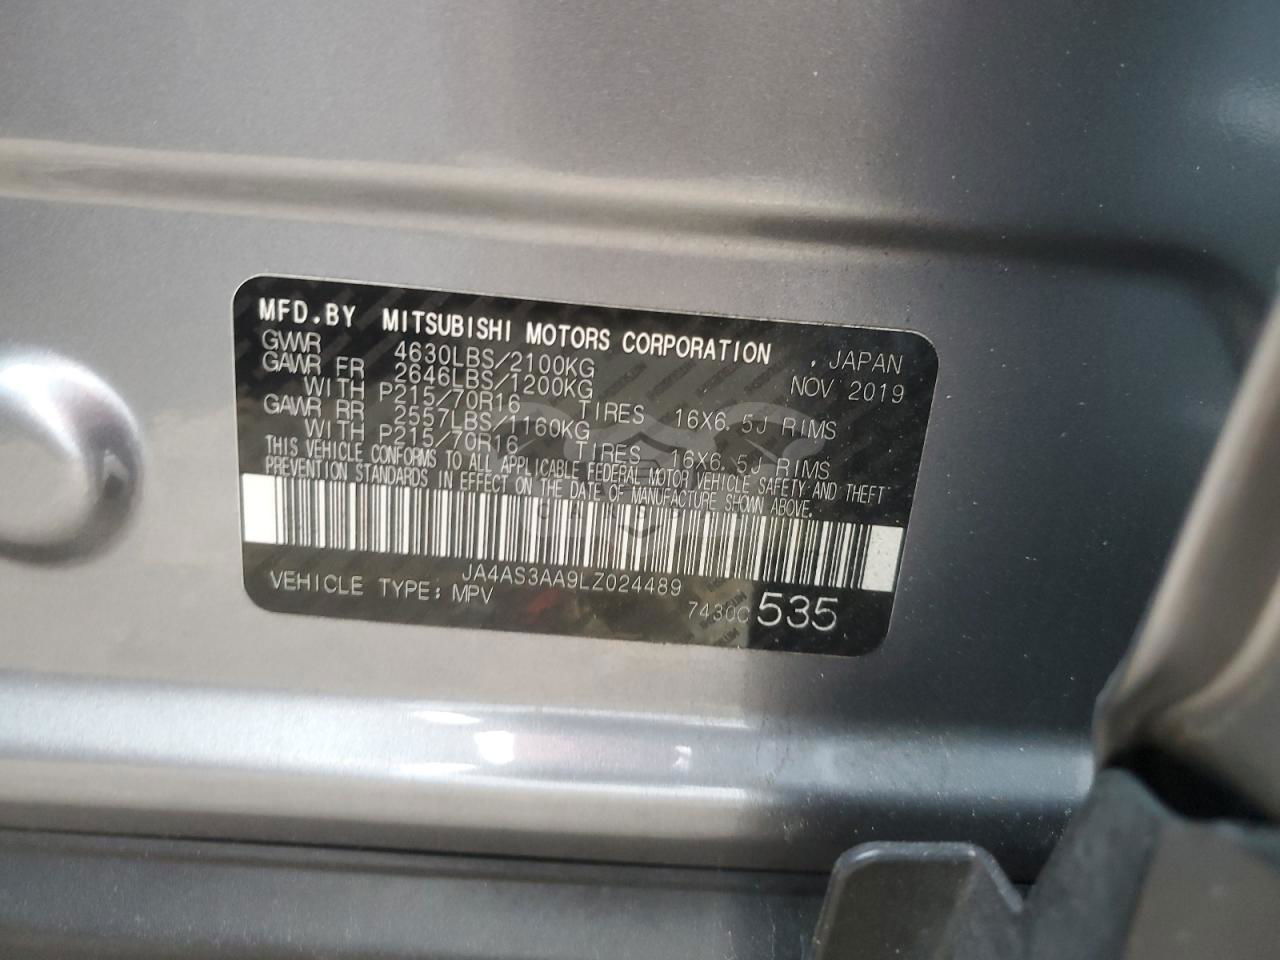 MFD.BY MITSUBISHI MOTORS CORPORATION . JAPAN
GVWR 4630LBS/2100KG NOV 2019
GAWR FR 2646LBS/1200KG
WITH P215/70R16 TIRES 16X6.5J RIMS
GAWR RR 2557LBS/1160KG
WITH P215/70R16 TIRES 16X6.5J RIMS
THIS VEHICLE CONFORMS TO ALL APPLICABLE FEDERAL MOTOR VEHICLE SAFETY AND THEFT
PREVENTION STANDARDS IN EFFECT ON THE DATE OF MANUFACTURE SHOWN ABOVE.
JA4AS3AA9LZ024489
VEHICLE TYPE: MPV 7430C 535